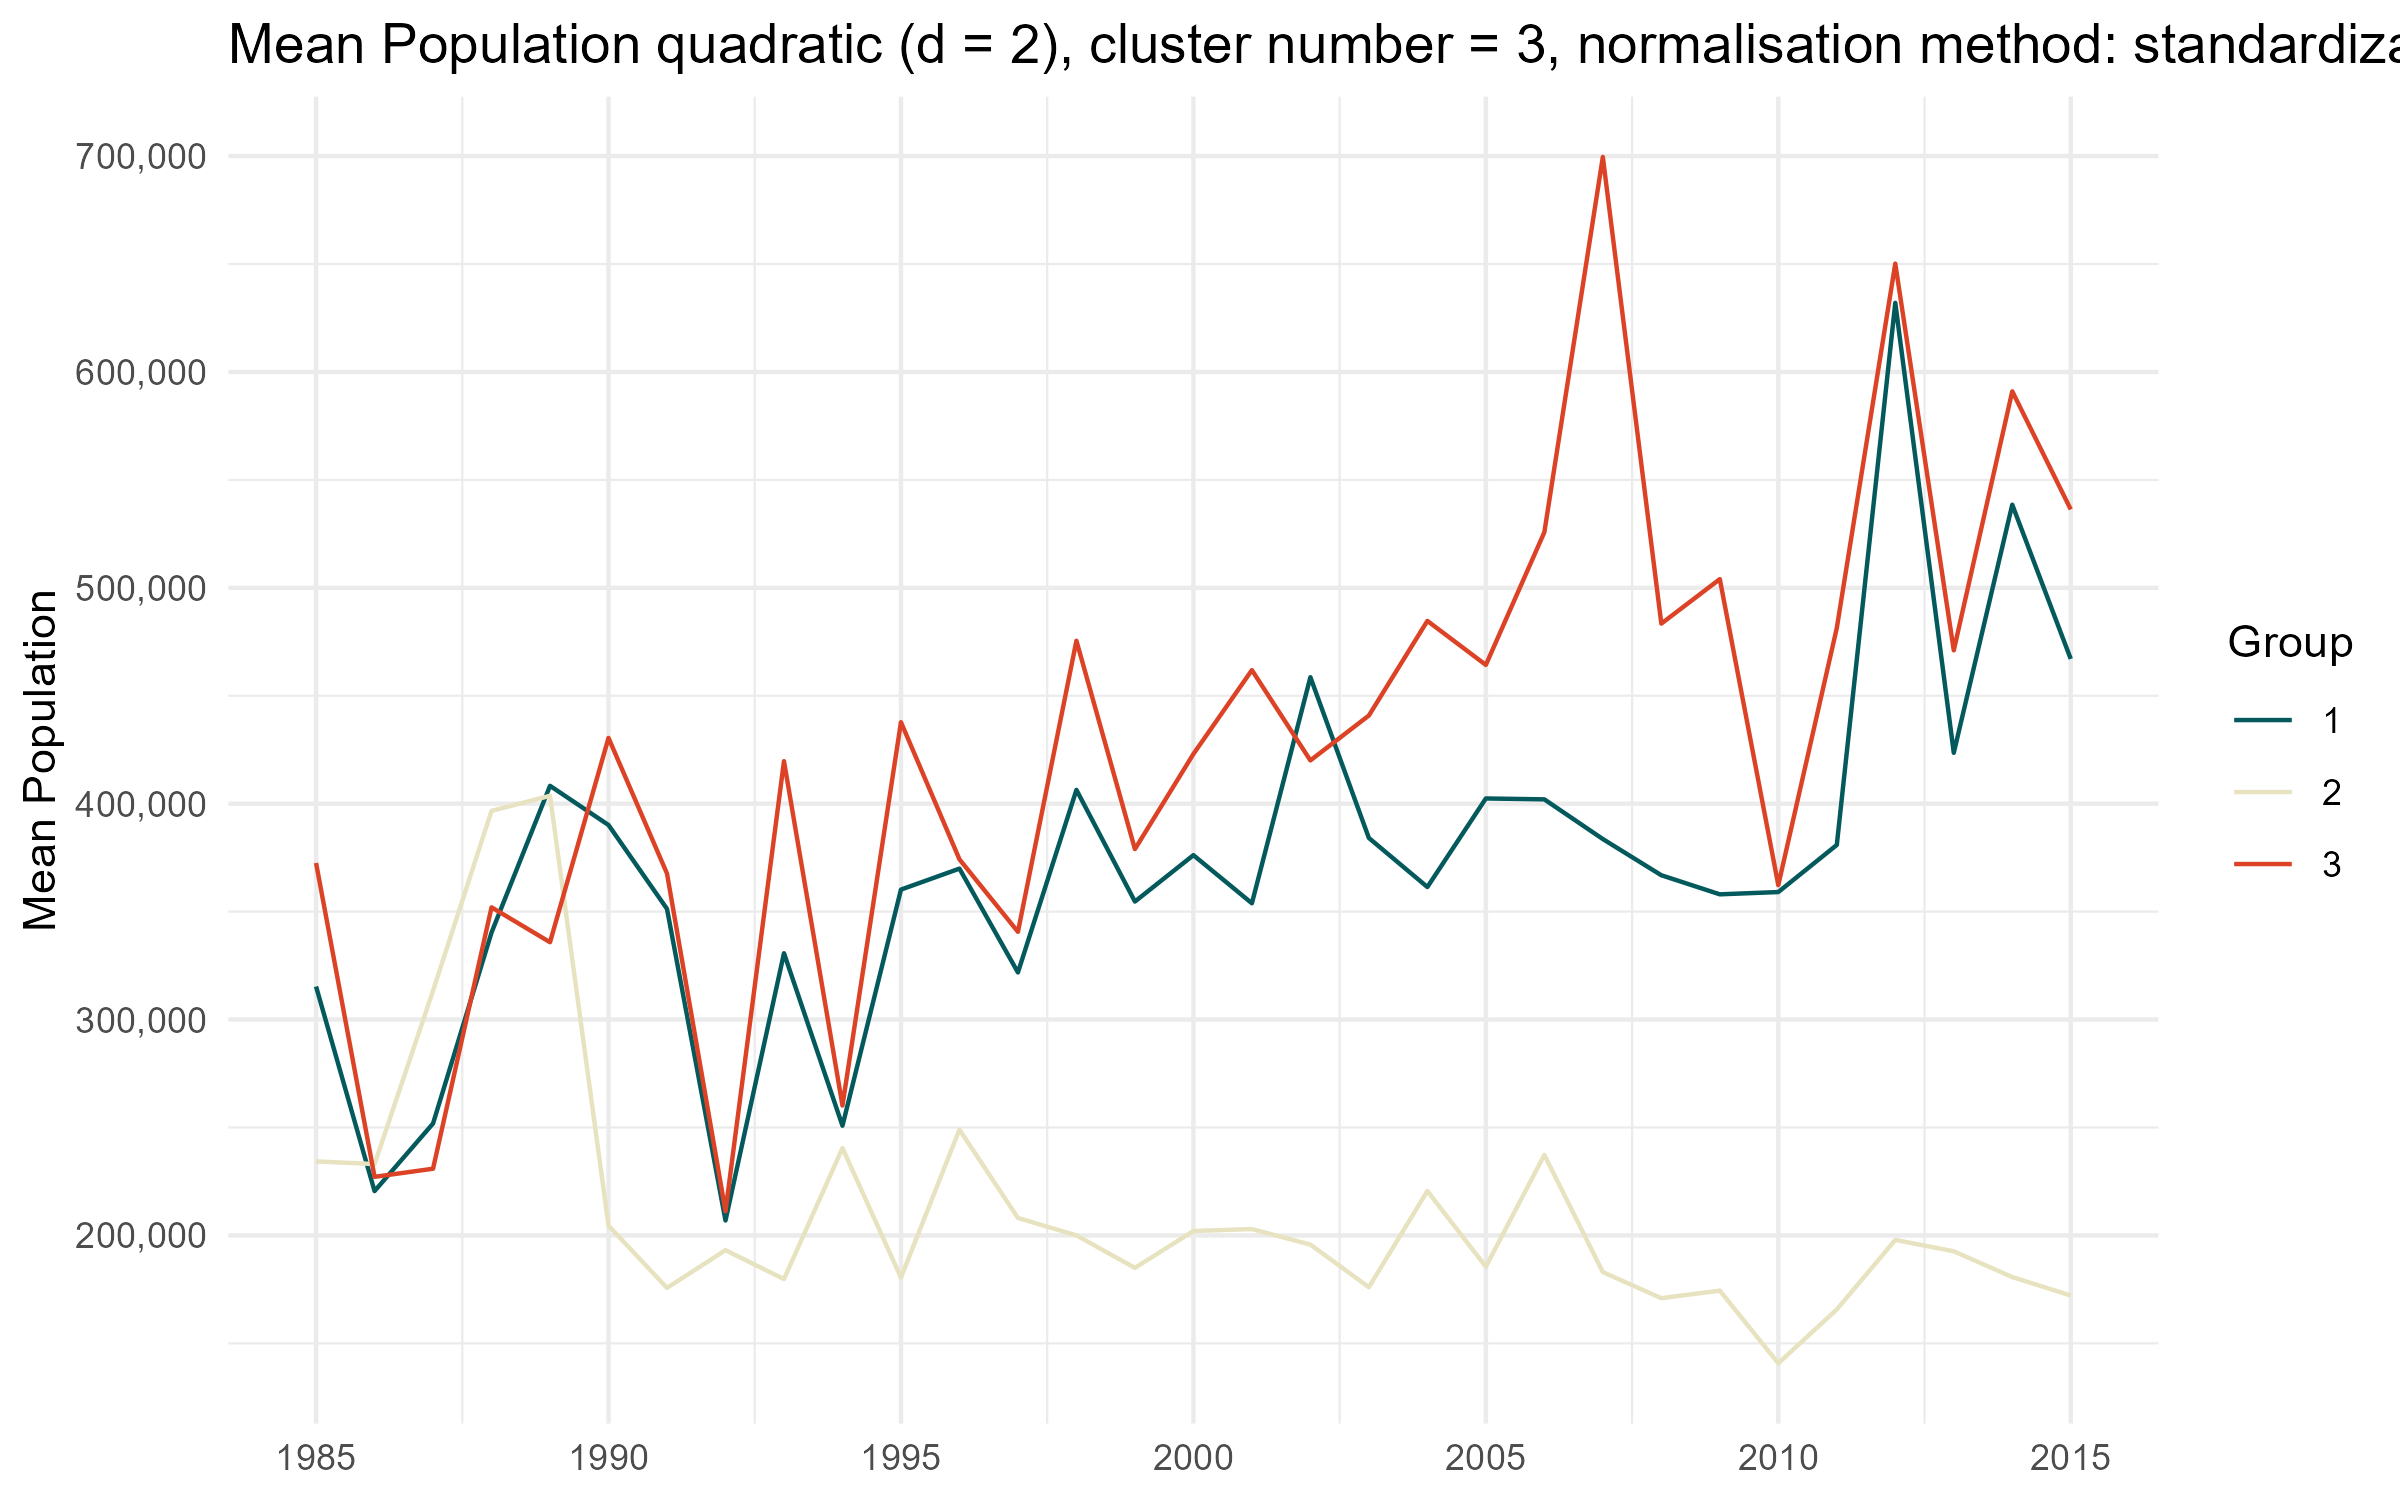 Mean Population quadratic (d = 2), cluster number = 3, normalisation method: standardiza
Mean Population
700,000
600,000
500,000
400,000
300,000
200,000
1985 1990 1995 2000 2005 2010 2015
Group
1
2
3